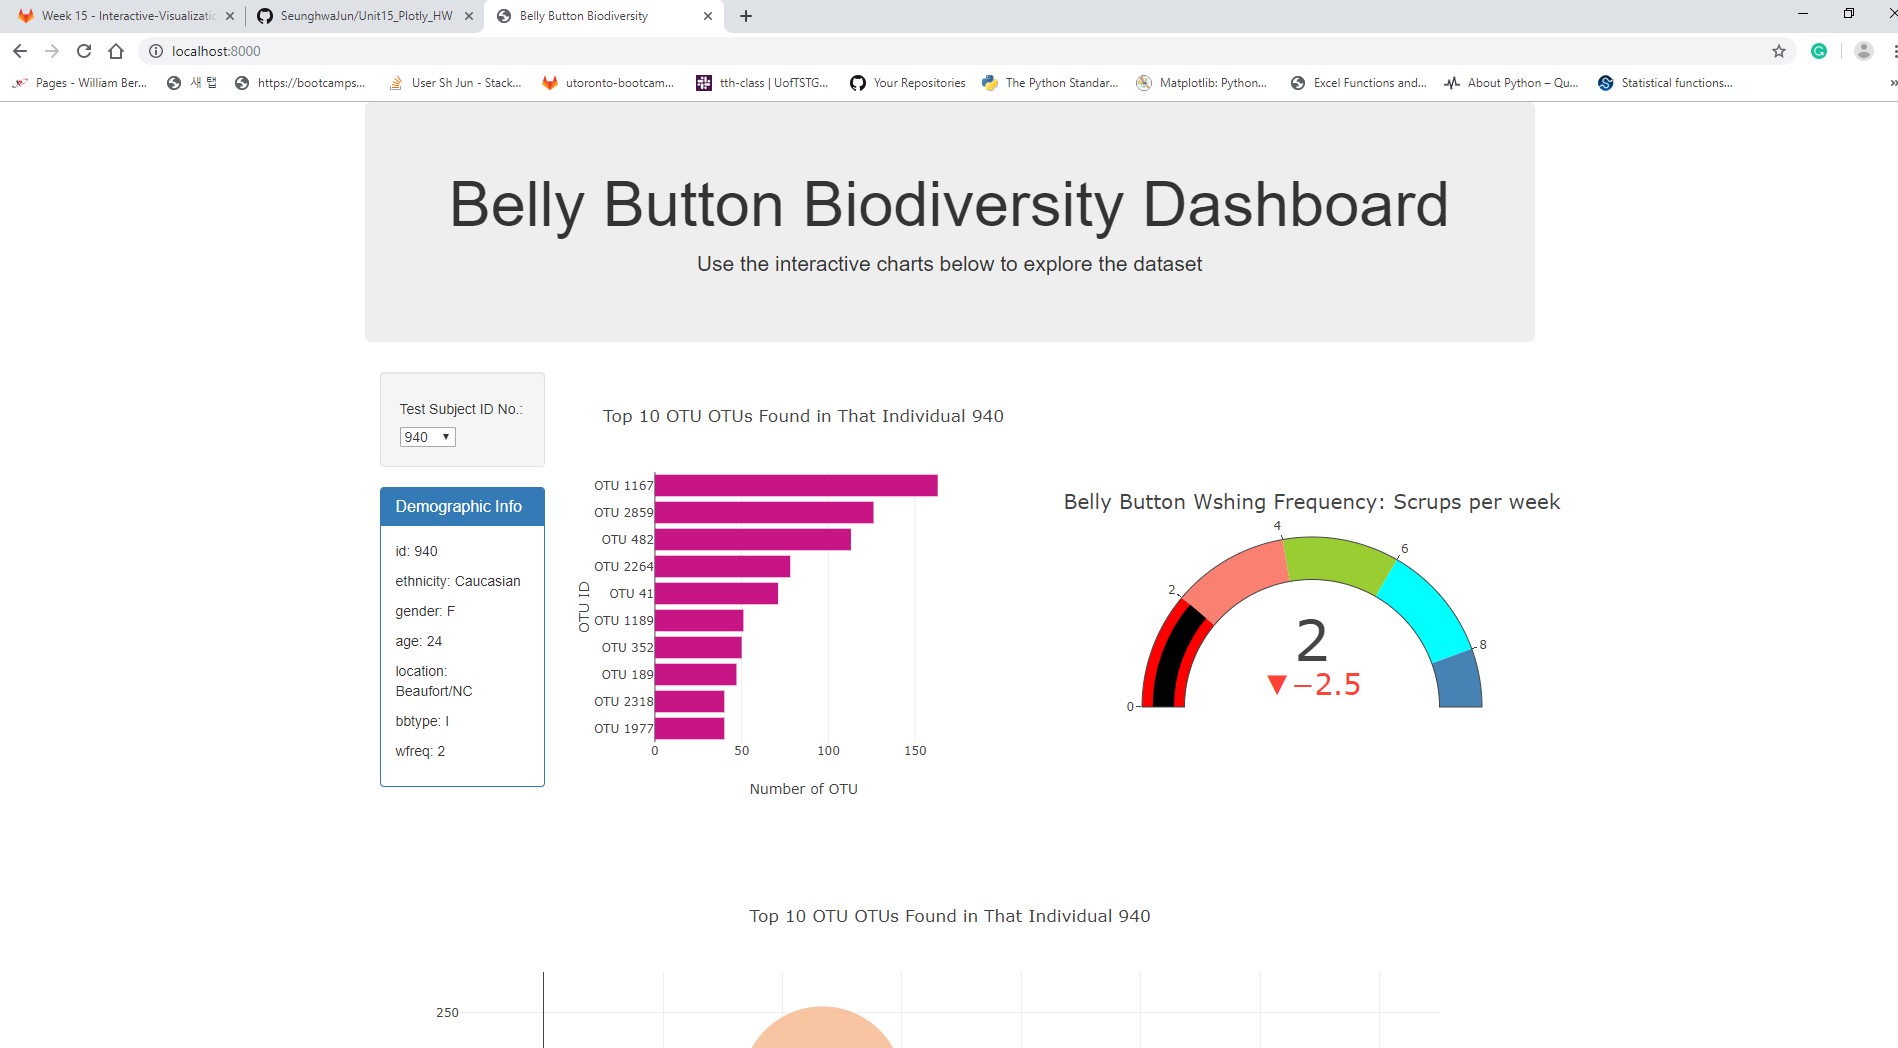 Week 15 - Interactive-Visualizatio
SeunghwaJun/Unit15_Plotly_HW
Belly Button Biodiversity
localhost:8000
Pages - William Ber...
새 탭
https://bootcamps...
User Sh Jun - Stack...
utoronto-bootcam...
tth-class | UofTSTG...
Your Repositories
The Python Standar...
Matplotlib: Python...
Excel Functions and...
About Python – Qu...
Statistical functions...
Belly Button Biodiversity Dashboard
Use the interactive charts below to explore the dataset
Test Subject ID No.:
940
Demographic Info
id: 940
ethnicity: Caucasian
gender: F
age: 24
location:
Beaufort/NC
bbtype: I
wfreq: 2
Top 10 OTU OTUs Found in That Individual 940
OTU ID
OTU 1167
OTU 2859
OTU 482
OTU 2264
OTU 41
OTU 1189
OTU 352
OTU 189
OTU 2318
OTU 1977
0 50 100 150
Number of OTU
Belly Button Wshing Frequency: Scrups per week
0
2
4
6
8
2
▼−2.5
Top 10 OTU OTUs Found in That Individual 940
250